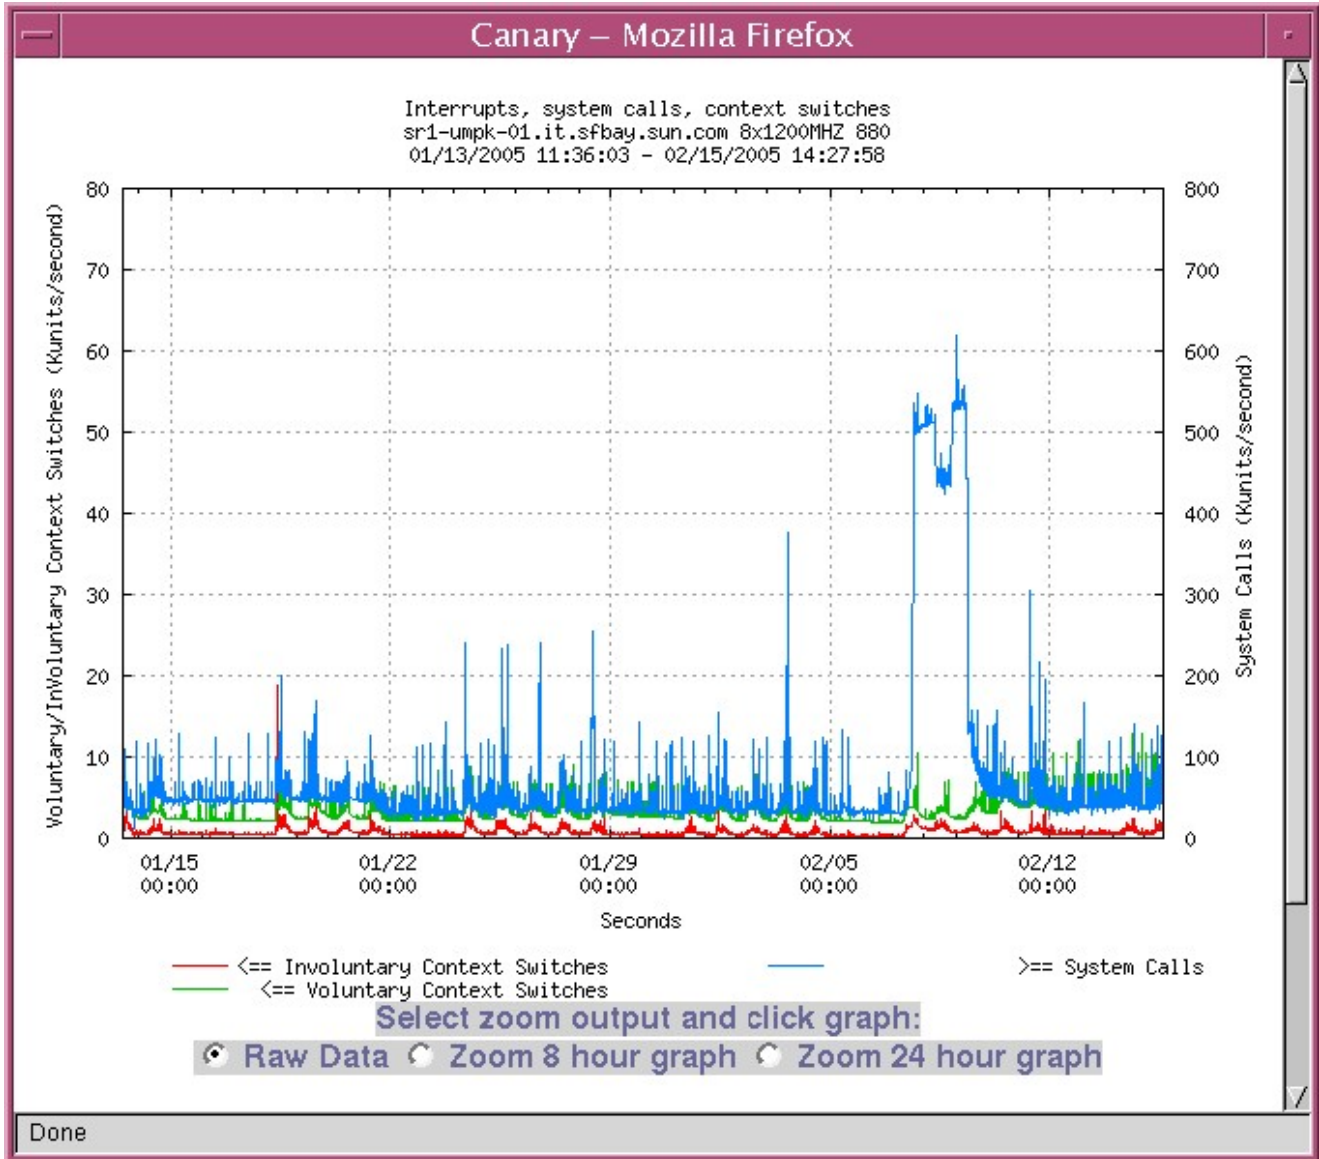 Canary – Mozilla Firefox
Interrupts, system calls, context switches
sr1-umpk-01.it.sfbay.sun.com 8x1200MHZ 880
01/13/2005 11:36:03 - 02/15/2005 14:27:58
Voluntary/InVoluntary Context Switches (Kunits/second)
80
70
60
50
40
30
20
10
0
800
700
600
500
400
300
200
100
0
System Calls (Kunits/second)
01/15 01/22 01/29 02/05 02/12
00:00 00:00 00:00 00:00 00:00
Seconds
<== Involuntary Context Switches >== System Calls
<== Voluntary Context Switches
Select zoom output and click graph:
Raw Data Zoom 8 hour graph Zoom 24 hour graph
Done